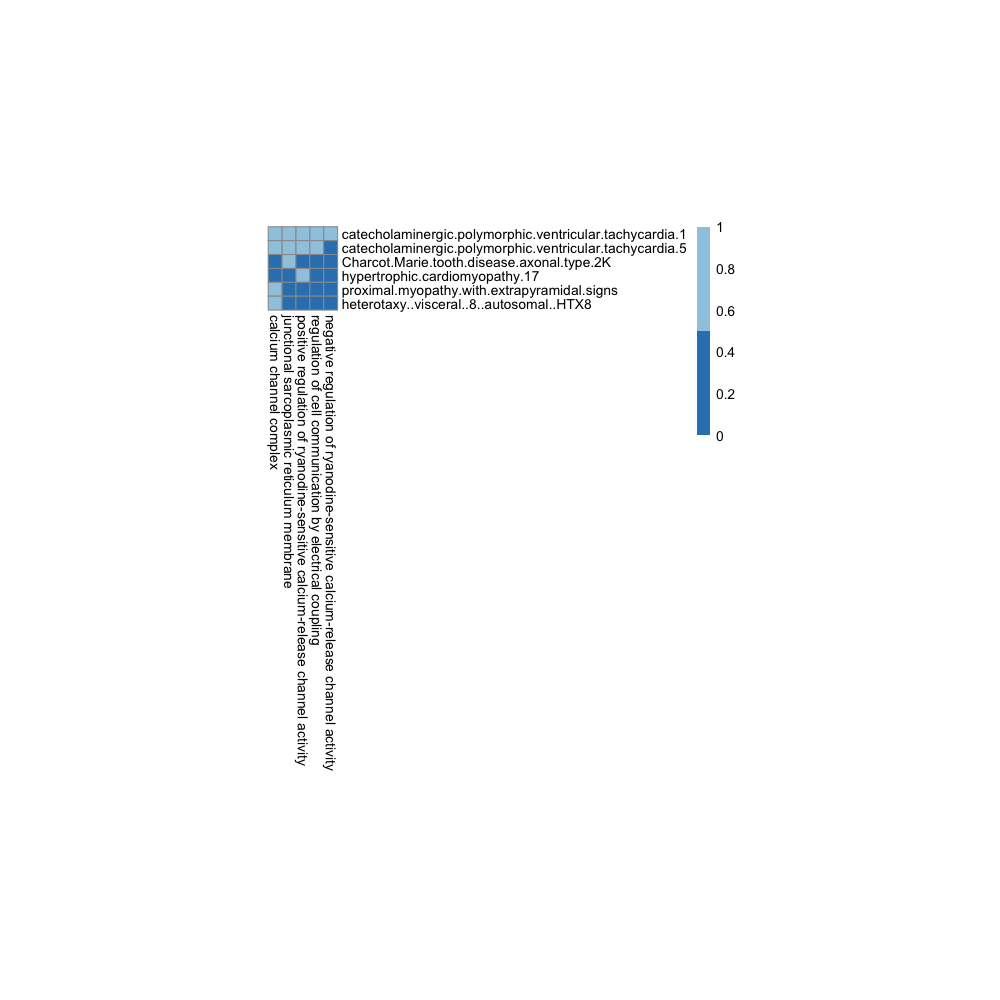 catecholaminergic.polymorphic.ventricular.tachycardia.1
catecholaminergic.polymorphic.ventricular.tachycardia.5
Charcot.Marie.tooth.disease.axonal.type.2K
hypertrophic.cardiomyopathy.17
proximal.myopathy.with.extrapyramidal.signs
heterotaxy..visceral..8..autosomal..HTX8
calcium channel complex
junctional sarcoplasmic reticulum membrane
positive regulation of ryanodine-sensitive calcium-release channel activity
regulation of cell communication by electrical coupling
negative regulation of ryanodine-sensitive calcium-release channel activity
1
0.8
0.6
0.4
0.2
0